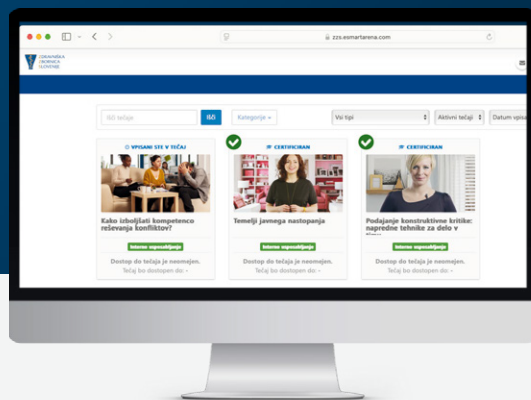 zzs.esmartarena.com
ZDRAVNIŠKA
ZBORNICA
SLOVENIJE
Išči tečaje
Išči
Kategorije
Vsi tipi
Aktivni tečaji
Datum vpisa
VPISANI STE V TEČAJ
CERTIFICIRAN
CERTIFICIRAN
Kako izboljšati kompetenco
reševanja konfliktov?
Temelji javnega nastopanja
Podajanje konstruktivne kritike:
napredne tehnike za delo v
Interno usposabljanje
Interno usposabljanje
Interno usposabljanje
Dostop do tečaja je neomejen.
Tečaj bo dostopen do: -
Dostop do tečaja je neomejen.
Tečaj bo dostopen do: -
Dostop do tečaja je neomejen.
Tečaj bo dostopen do: -